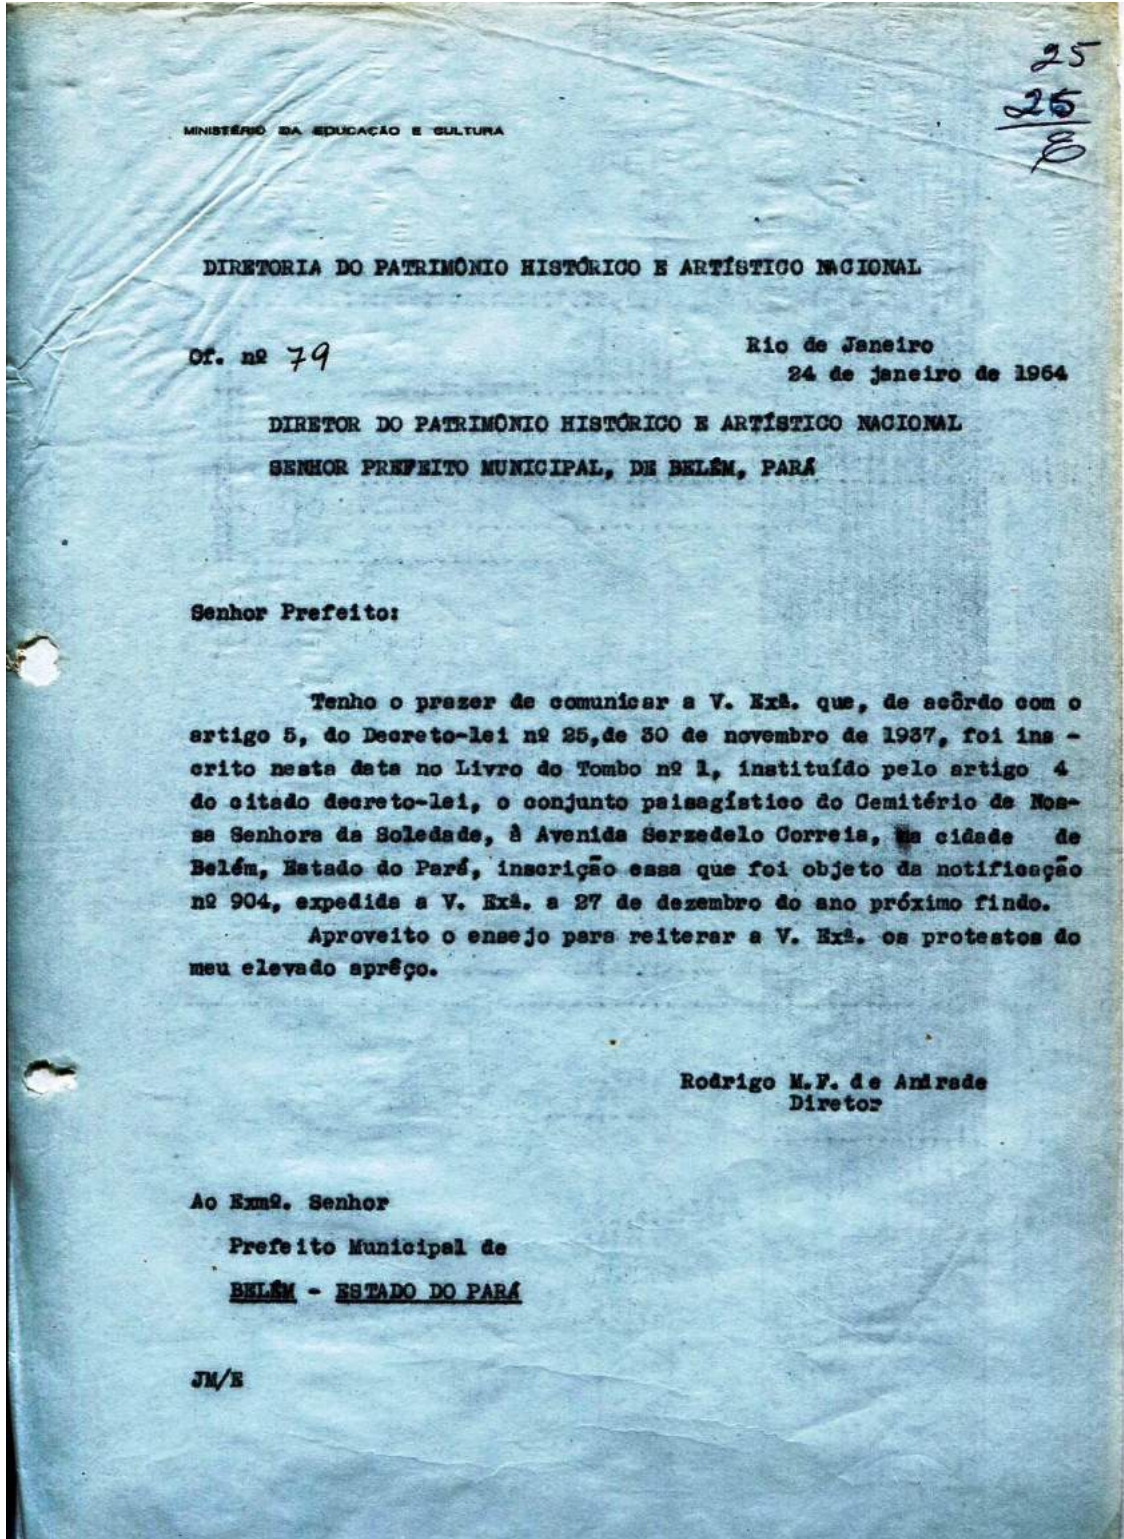 25
25
MINISTÉRIO DA EDUCAÇÃO E CULTURA
DIRETORIA DO PATRIMÔNIO HISTÓRICO E ARTÍSTICO NACIONAL
Of. nº 79
Rio de Janeiro
24 de janeiro de 1964
DIRETOR DO PATRIMÔNIO HISTÓRICO E ARTÍSTICO NACIONAL
SENHOR PREFEITO MUNICIPAL, DE BELÉM, PARÁ
Senhor Prefeito:
Tenho o prazer de comunicar a V. Exª. que, de acôrdo com o
artigo 5, do Decreto-lei nº 25,de 30 de novembro de 1937, foi ins -
crito nesta data no Livro do Tombo nº 1, instituído pelo artigo 4
do citado decreto-lei, o conjunto paisagístico do Cemitério de Nos-
sa Senhora da Soledade, à Avenida Serzedelo Correia, na cidade de
Belém, Estado do Pará, inscrição essa que foi objeto da notificação
nº 904, expedida a V. Exª. a 27 de dezembro do ano próximo findo.
Aproveito o ensejo para reiterar a V. Exª. os protestos do
meu elevado aprêço.
Rodrigo M.F. de Andrade
Diretor
Ao Exmº. Senhor
Prefeito Municipal de
BELÉM - ESTADO DO PARÁ
JM/E